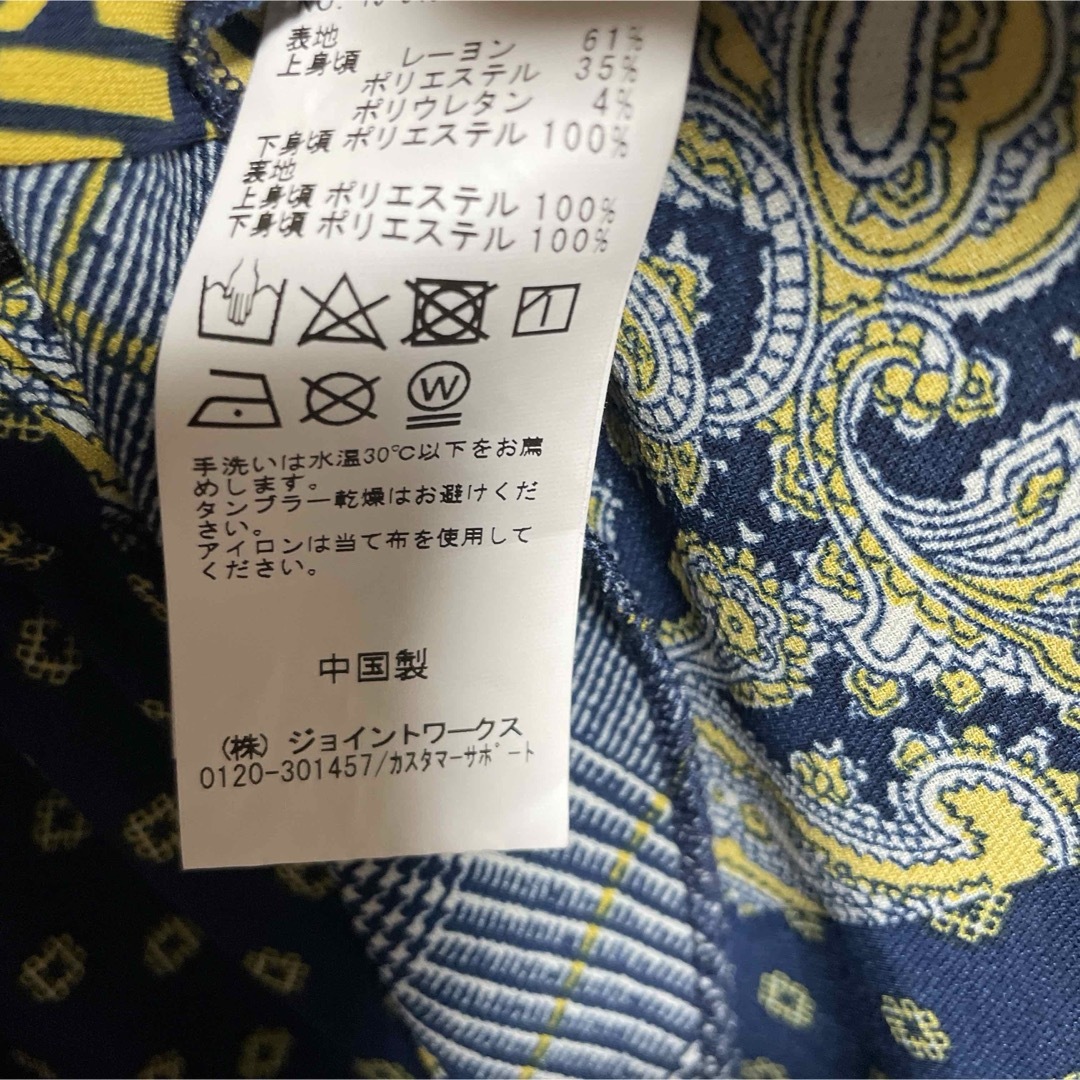 表地
上身頃 レーヨン 61%
ポリエステル 35%
ポリウレタン 4%
下身頃 ポリエステル 100%
表地
上身頃 ポリエステル 100%
下身頃 ポリエステル 100%
W
手洗いは水温30℃以下をお薦
めします。
タンブラー乾燥はお避けくだ
さい。
アイロンは当て布を使用して
ください。
中国製
(株) ジョイントワークス
0120-301457/カスタマーサポート